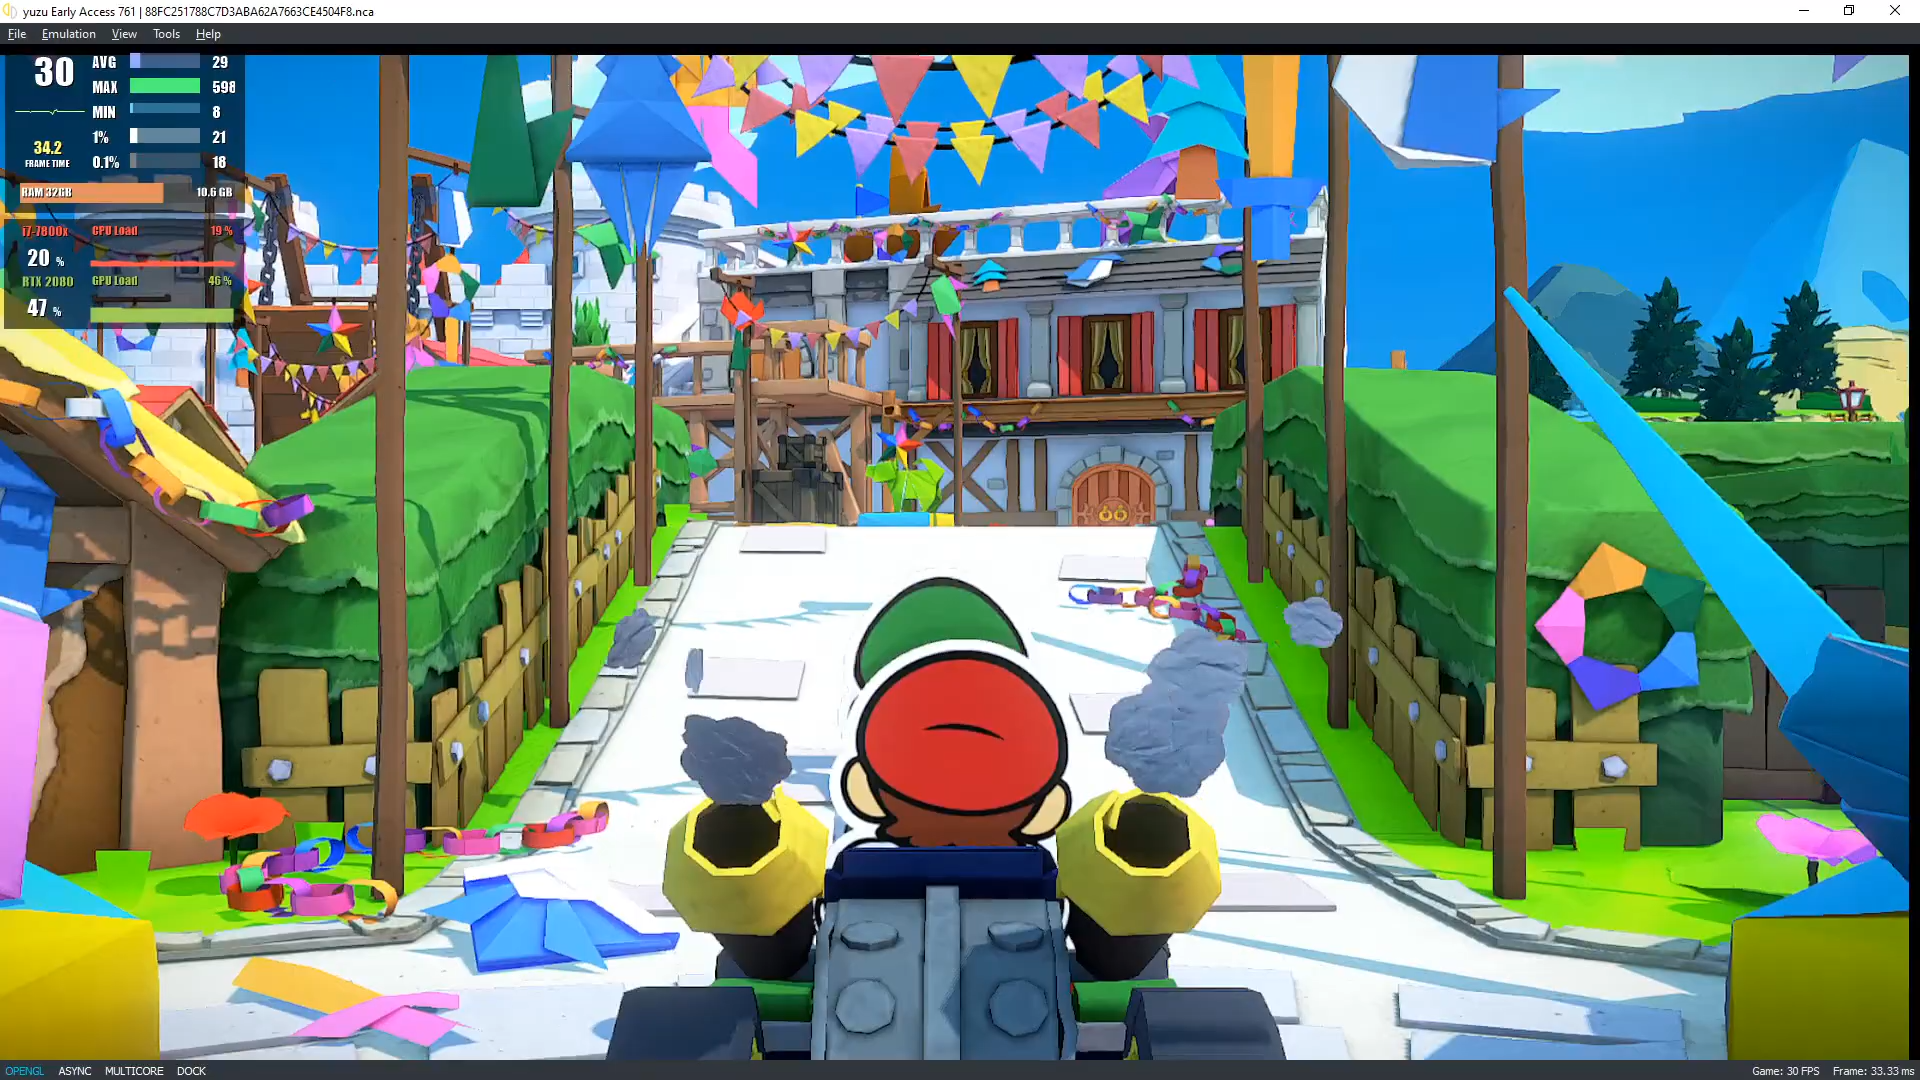 yuzu Early Access 761 | 88FC251788C7D3ABA62A7663CE4504F8.nca
File Emulation View Tools Help
30 AVG 29
MAX 598
MIN 8
1% 21
34.2
FRAME TIME 0.1% 18
RAM 32GB 10.6 GB
i7-7800x CPU Load 19 %
20 %
RTX 2080 GPU Load 46 %
47 %
OPENGL ASYNC MULTICORE DOCK Game: 30 FPS Frame: 33.33 ms